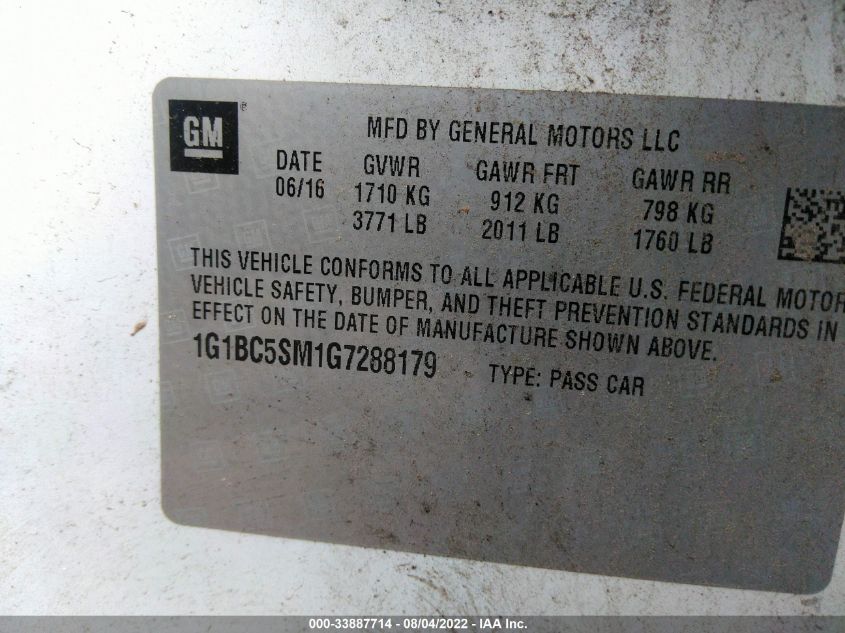 GM ®
MFD BY GENERAL MOTORS LLC
DATE GVWR GAWR FRT GAWR RR
06/16 1710 KG 912 KG 798 KG
3771 LB 2011 LB 1760 LB
THIS VEHICLE CONFORMS TO ALL APPLICABLE U.S. FEDERAL MOTOR
VEHICLE SAFETY, BUMPER, AND THEFT PREVENTION STANDARDS IN
EFFECT ON THE DATE OF MANUFACTURE SHOWN ABOVE.
1G1BC5SM1G7288179 TYPE: PASS CAR
000-33887714 - 08/04/2022 - IAA Inc.